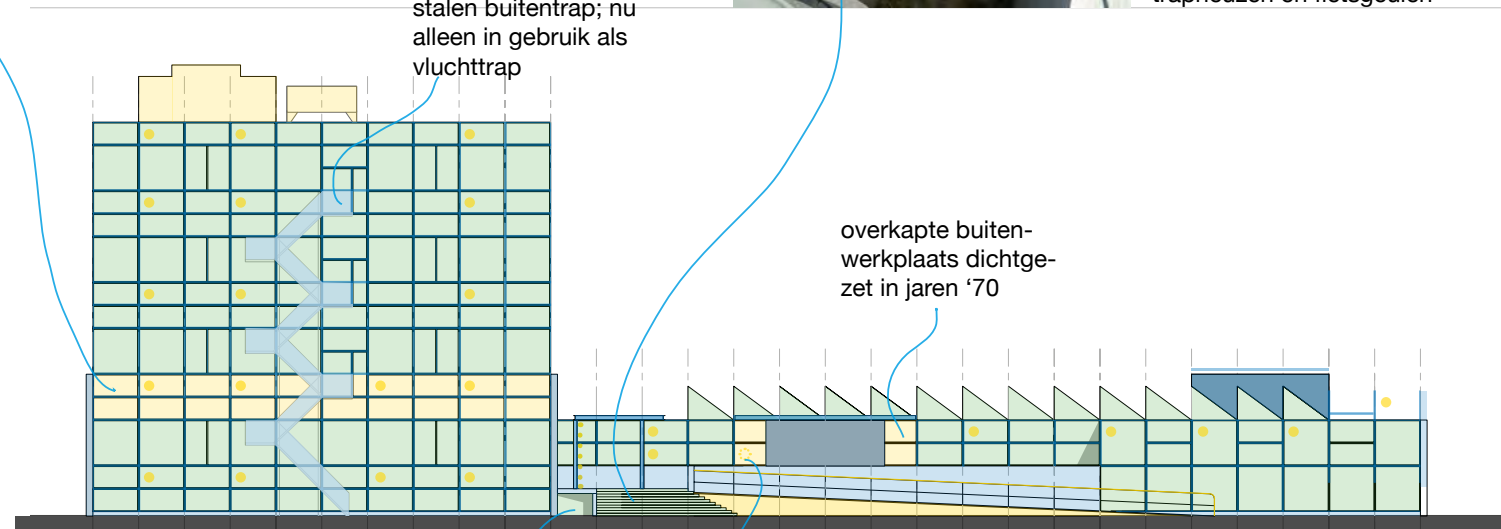 stalen buitentrap; nu
alleen in gebruik als
vluchttrap
overkapte buiten-
werkplaats dichtge-
zet in jaren ‘70